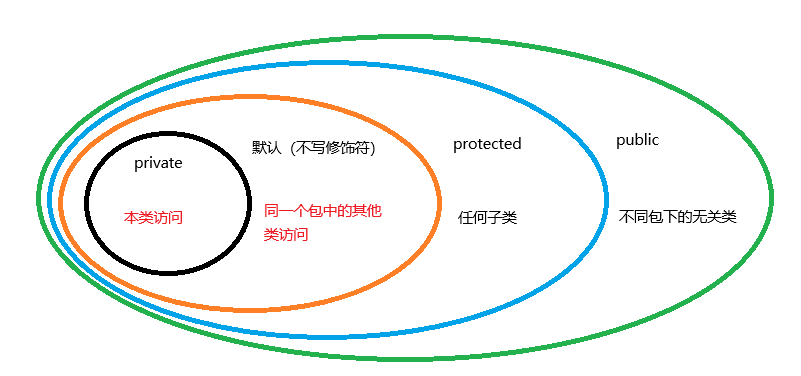 private
默认（不写修饰符）
protected
public
本类访问
同一个包中的其他
类访问
任何子类
不同包下的无关类